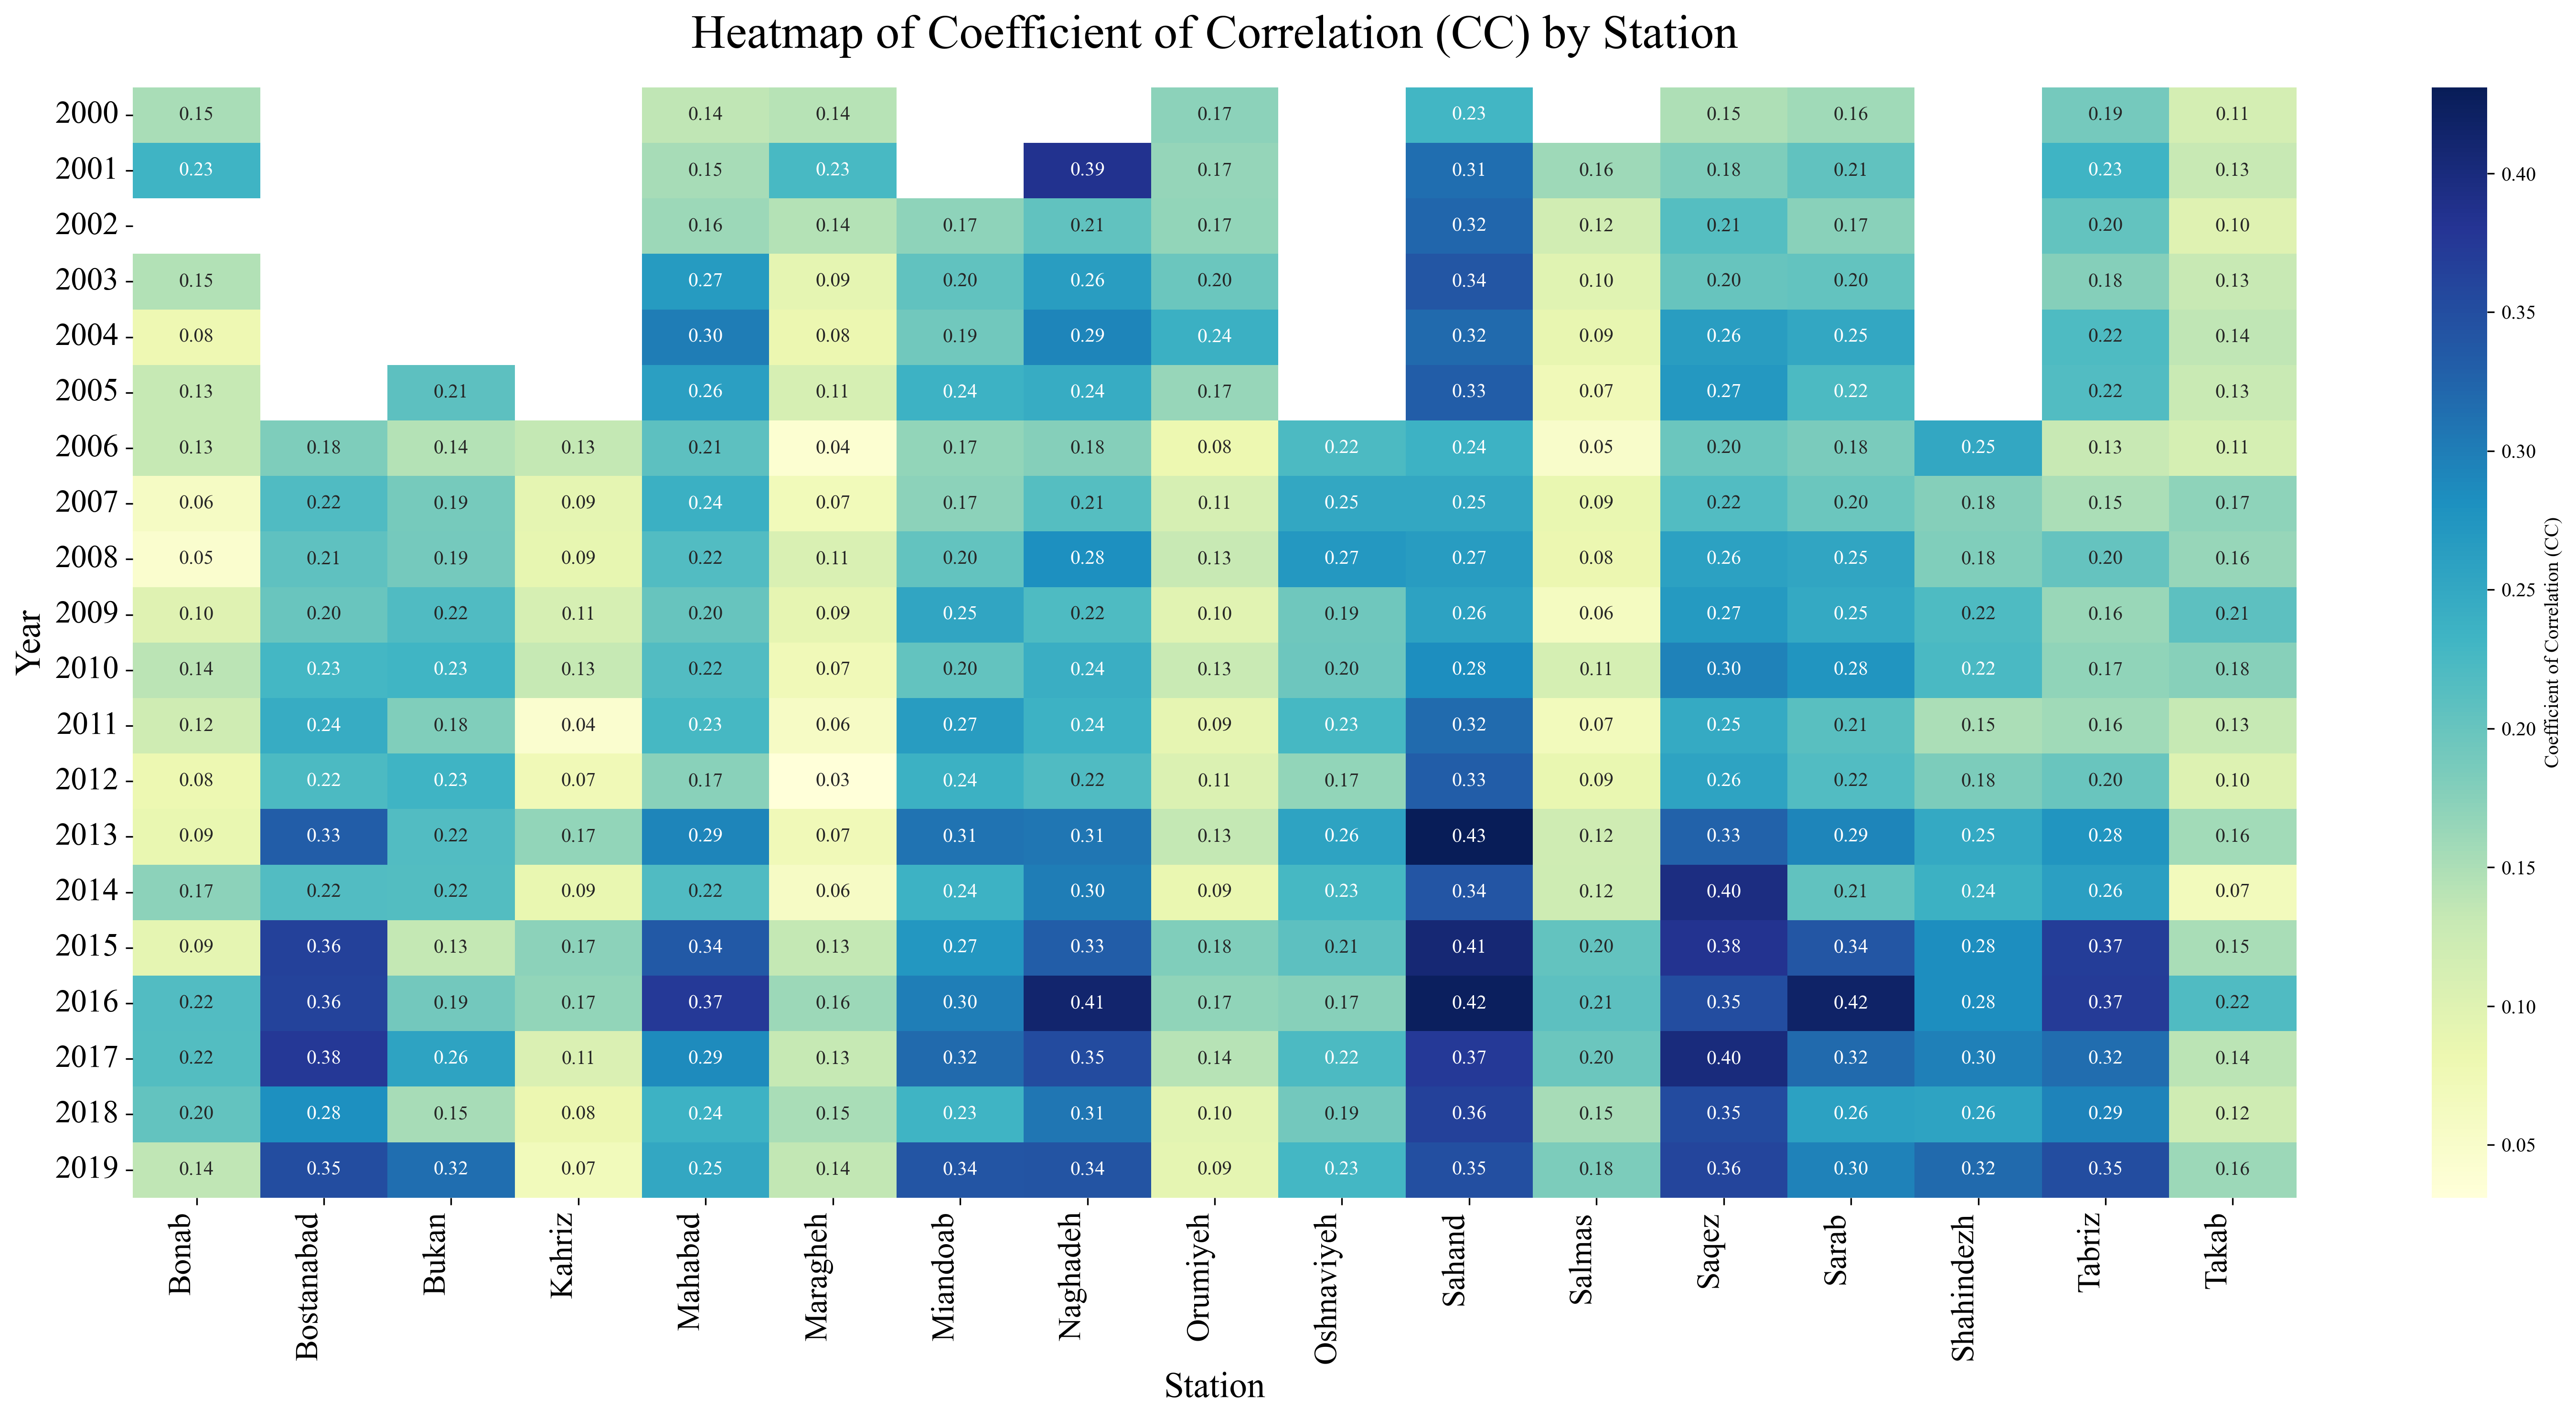 Heatmap of Coefficient of Correlation (CC) by Station
2000 0.15 0.14 0.14 0.17 0.23 0.15 0.16 0.19 0.11
2001 0.23 0.15 0.23 0.39 0.17 0.31 0.16 0.18 0.21 0.23 0.13
2002 0.16 0.14 0.17 0.21 0.17 0.32 0.12 0.21 0.17 0.20 0.10
2003 0.15 0.27 0.09 0.20 0.26 0.20 0.34 0.10 0.20 0.20 0.18 0.13
2004 0.08 0.30 0.08 0.19 0.29 0.24 0.32 0.09 0.26 0.25 0.22 0.14
2005 0.13 0.21 0.26 0.11 0.24 0.24 0.17 0.33 0.07 0.27 0.22 0.22 0.13
2006 0.13 0.18 0.14 0.13 0.21 0.04 0.17 0.18 0.08 0.22 0.24 0.05 0.20 0.18 0.25 0.13 0.11
2007 0.06 0.22 0.19 0.09 0.24 0.07 0.17 0.21 0.11 0.25 0.25 0.09 0.22 0.20 0.18 0.15 0.17
2008 0.05 0.21 0.19 0.09 0.22 0.11 0.20 0.28 0.13 0.27 0.27 0.08 0.26 0.25 0.18 0.20 0.16
2009 0.10 0.20 0.22 0.11 0.20 0.09 0.25 0.22 0.10 0.19 0.26 0.06 0.27 0.25 0.22 0.16 0.21
2010 0.14 0.23 0.23 0.13 0.22 0.07 0.20 0.24 0.13 0.20 0.28 0.11 0.30 0.28 0.22 0.17 0.18
2011 0.12 0.24 0.18 0.04 0.23 0.06 0.27 0.24 0.09 0.23 0.32 0.07 0.25 0.21 0.15 0.16 0.13
2012 0.08 0.22 0.23 0.07 0.17 0.03 0.24 0.22 0.11 0.17 0.33 0.09 0.26 0.22 0.18 0.20 0.10
2013 0.09 0.33 0.22 0.17 0.29 0.07 0.31 0.31 0.13 0.26 0.43 0.12 0.33 0.29 0.25 0.28 0.16
2014 0.17 0.22 0.22 0.09 0.22 0.06 0.24 0.30 0.09 0.23 0.34 0.12 0.40 0.21 0.24 0.26 0.07
2015 0.09 0.36 0.13 0.17 0.34 0.13 0.27 0.33 0.18 0.21 0.41 0.20 0.38 0.34 0.28 0.37 0.15
2016 0.22 0.36 0.19 0.17 0.37 0.16 0.30 0.41 0.17 0.17 0.42 0.21 0.35 0.42 0.28 0.37 0.22
2017 0.22 0.38 0.26 0.11 0.29 0.13 0.32 0.35 0.14 0.22 0.37 0.20 0.40 0.32 0.30 0.32 0.14
2018 0.20 0.28 0.15 0.08 0.24 0.15 0.23 0.31 0.10 0.19 0.36 0.15 0.35 0.26 0.26 0.29 0.12
2019 0.14 0.35 0.32 0.07 0.25 0.14 0.34 0.34 0.09 0.23 0.35 0.18 0.36 0.30 0.32 0.35 0.16
Year
Bonab
Bostanabad
Bukan
Kahriz
Mahabad
Maragheh
Miandoab
Naghadeh
Orumiyeh
Oshnaviyeh
Sahand
Salmas
Saqez
Sarab
Shahindezh
Tabriz
Takab
Station
0.40
0.35
0.30
0.25
0.20
0.15
0.10
0.05
Coefficient of Correlation (CC)